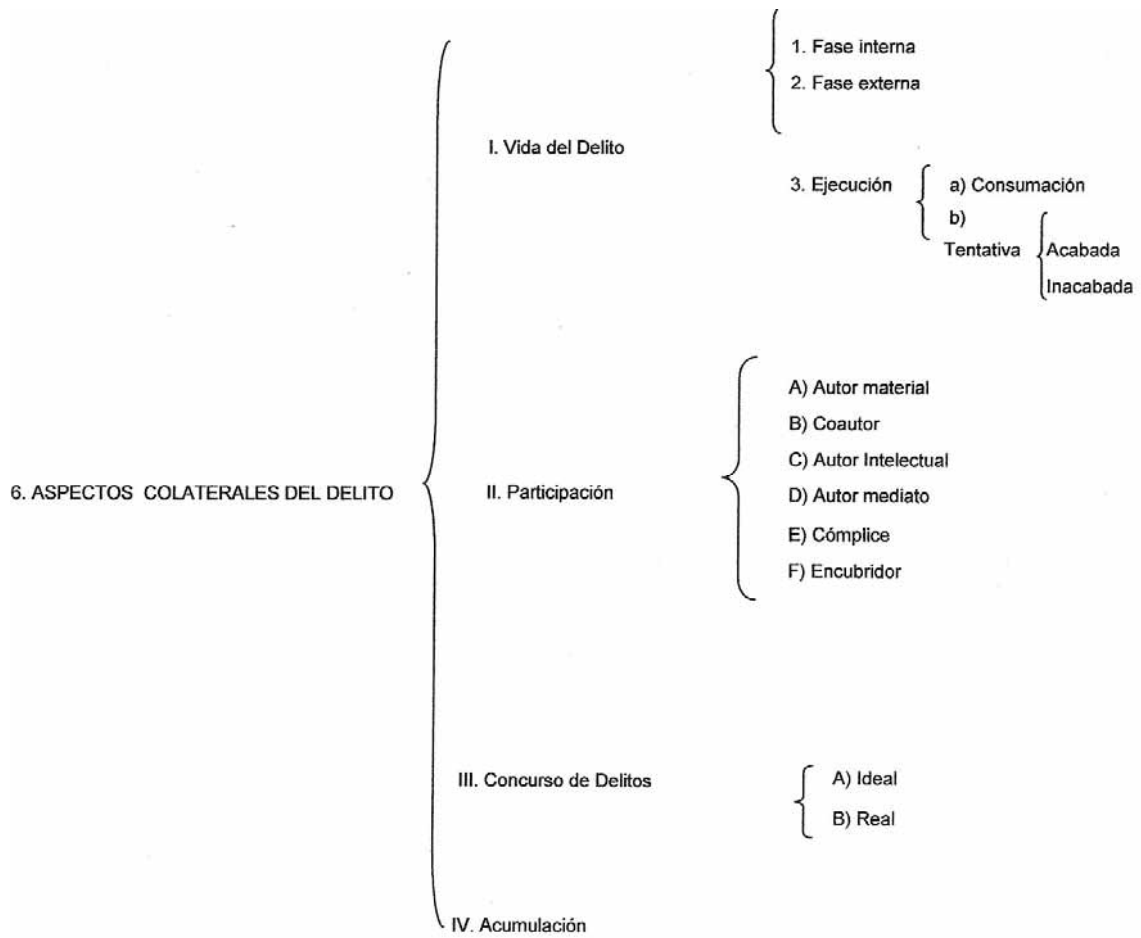 6. ASPECTOS COLATERALES DEL DELITO
I. Vida del Delito
1. Fase interna
2. Fase externa
3. Ejecución
a) Consumación
b)
Tentativa
Acabada
Inacabada
II. Participación
A) Autor material
B) Coautor
C) Autor Intelectual
D) Autor mediato
E) Cómplice
F) Encubridor
III. Concurso de Delitos
A) Ideal
B) Real
IV. Acumulación